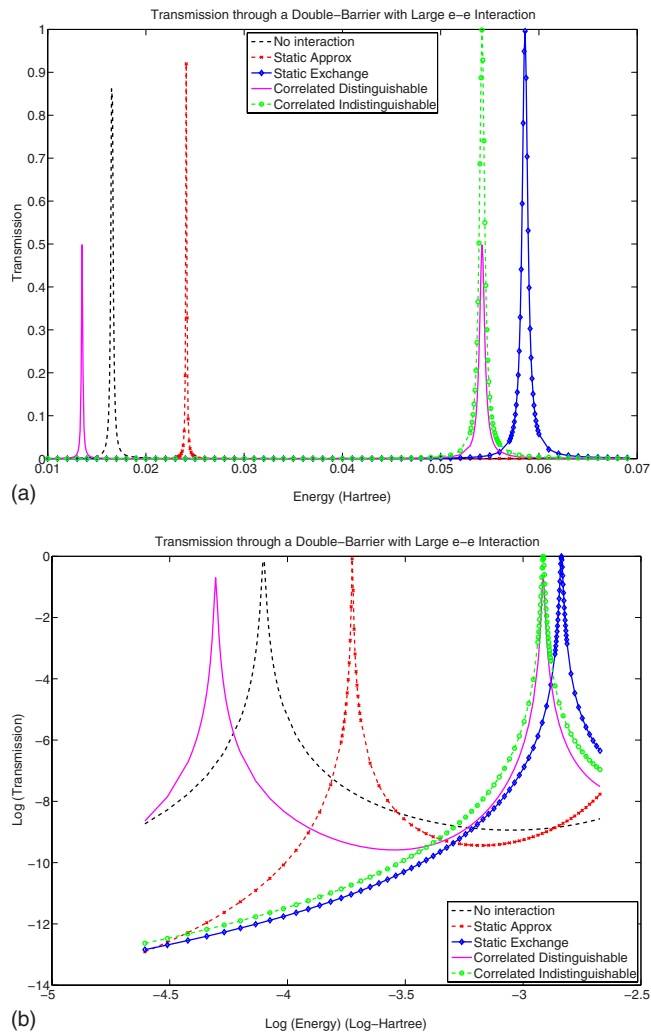 Transmission through a Double−Barrier with Large e−e Interaction
1
0.9
0.8
0.7
0.6
0.5
0.4
0.3
0.2
0.1
0
Transmission
No interaction
Static Approx
Static Exchange
Correlated Distinguishable
Correlated Indistinguishable
0.01 0.02 0.03 0.04 0.05 0.06 0.07
Energy (Hartree)
(a)
Transmission through a Double−Barrier with Large e−e Interaction
0
−2
−4
−6
−8
−10
−12
−14
Log (Transmission)
No interaction
Static Approx
Static Exchange
Correlated Distinguishable
Correlated Indistinguishable
−5 −4.5 −4 −3.5 −3 −2.5
Log (Energy) (Log−Hartree)
(b)